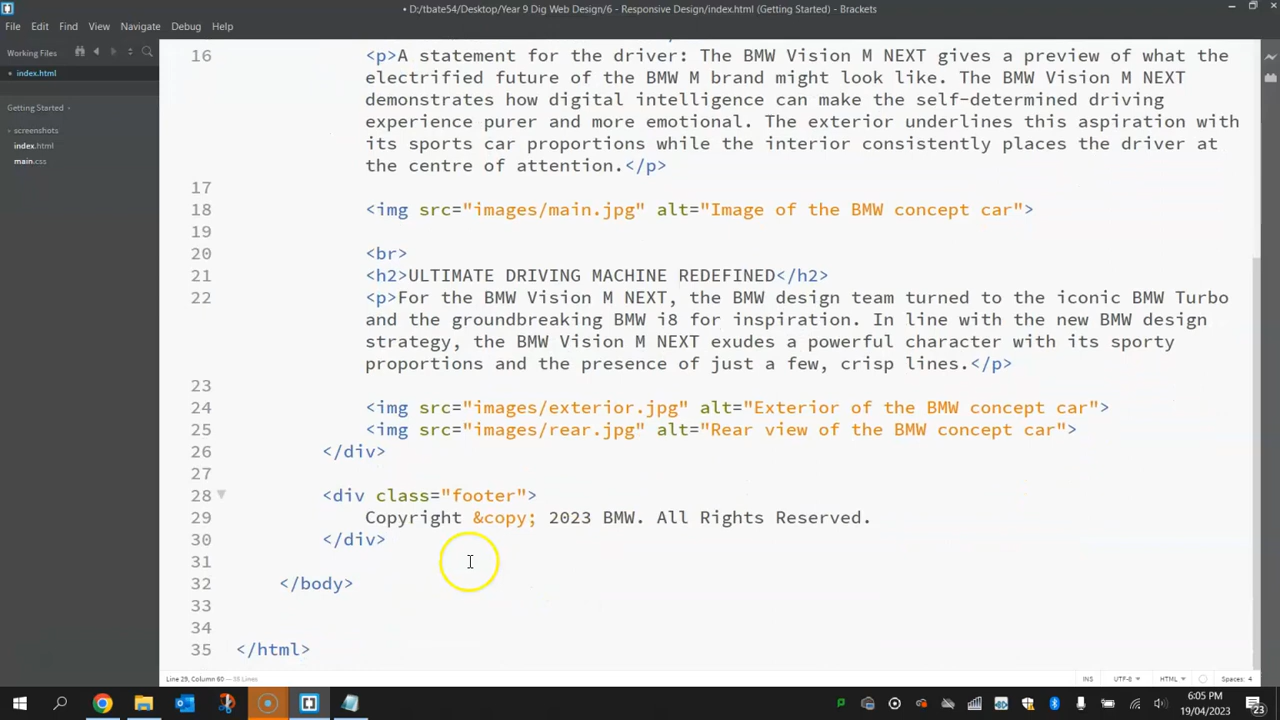 • D:/tbate54/Desktop/Year 9 Dig Web Design/6 - Responsive Design/index.html (Getting Started) - Brackets
File Edit Find View Navigate Debug Help
Working Files
• index.html
Getting Started
screenshots
index.html
main.css
16 <p>A statement for the driver: The BMW Vision M NEXT gives a preview of what the
electrified future of the BMW M brand might look like. The BMW Vision M NEXT
demonstrates how digital intelligence can make the self-determined driving
experience purer and more emotional. The exterior underlines this aspiration with
its sports car proportions while the interior consistently places the driver at
the centre of attention.</p>
17
18 <img src="images/main.jpg" alt="Image of the BMW concept car">
19
20 <br>
21 <h2>ULTIMATE DRIVING MACHINE REDEFINED</h2>
22 <p>For the BMW Vision M NEXT, the BMW design team turned to the iconic BMW Turbo
and the groundbreaking BMW i8 for inspiration. In line with the new BMW design
strategy, the BMW Vision M NEXT exudes a powerful character with its sporty
proportions and the presence of just a few, crisp lines.</p>
23
24 <img src="images/exterior.jpg" alt="Exterior of the BMW concept car">
25 <img src="images/rear.jpg" alt="Rear view of the BMW concept car">
26 </div>
27
28 <div class="footer">
29 Copyright &copy; 2023 BMW. All Rights Reserved.
30 </div>
31
32 </body>
33
34
35 </html>
Line 29, Column 60 — 35 Lines
INS UTF-8 HTML Spaces: 4
6:05 PM
19/04/2023
23